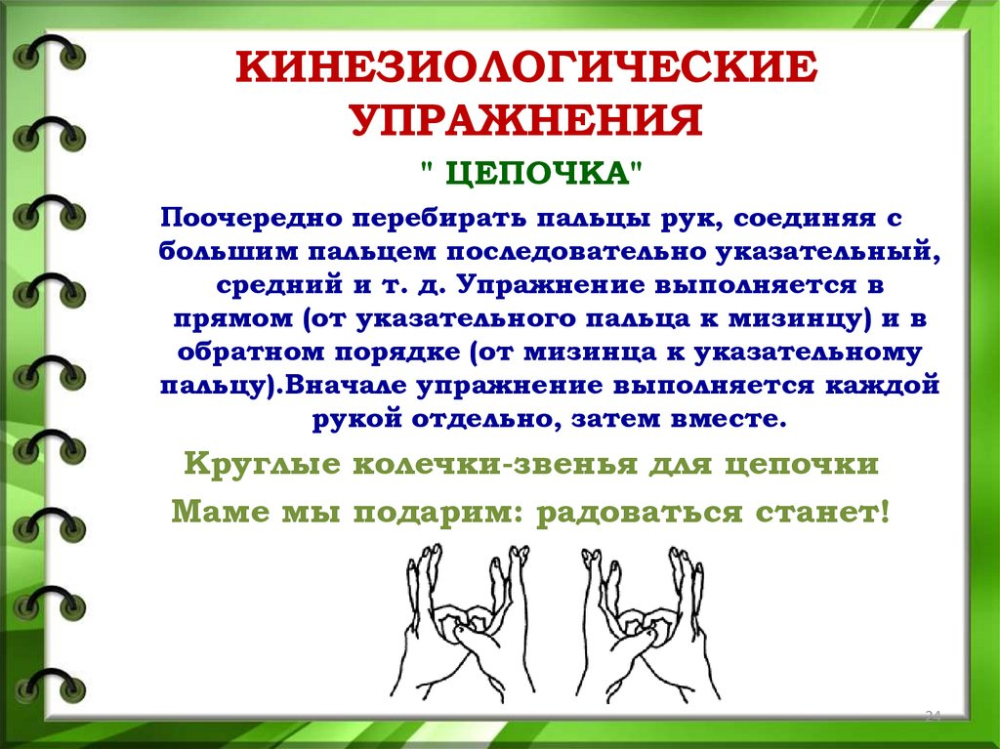 КИНЕЗИОЛОГИЧЕСКИЕ
УПРАЖНЕНИЯ
" ЦЕПОЧКА"
Поочередно перебирать пальцы рук, соединяя с
большим пальцем последовательно указательный,
средний и т. д. Упражнение выполняется в
прямом (от указательного пальца к мизинцу) и в
обратном порядке (от мизинца к указательному
пальцу).Вначале упражнение выполняется каждой
рукой отдельно, затем вместе.
Круглые колечки-звенья для цепочки
Маме мы подарим: радоваться станет!
24